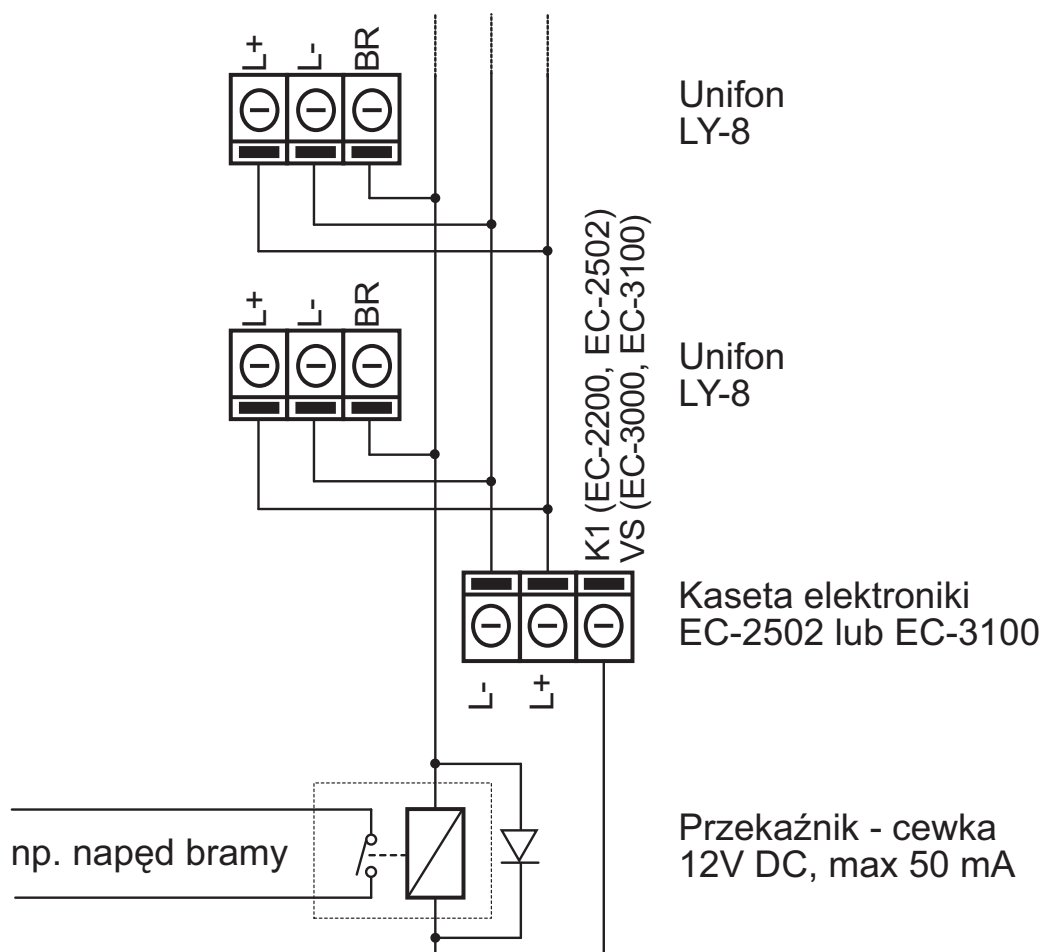 L+
L-
BR
Unifon
LY-8
L+
L-
BR
Unifon
LY-8
K1 (EC-2200, EC-2502)
VS (EC-3000, EC-3100)
Kaseta elektroniki
EC-2502 lub EC-3100
L-
L+
np. napęd bramy
Przekaźnik - cewka
12V DC, max 50 mA